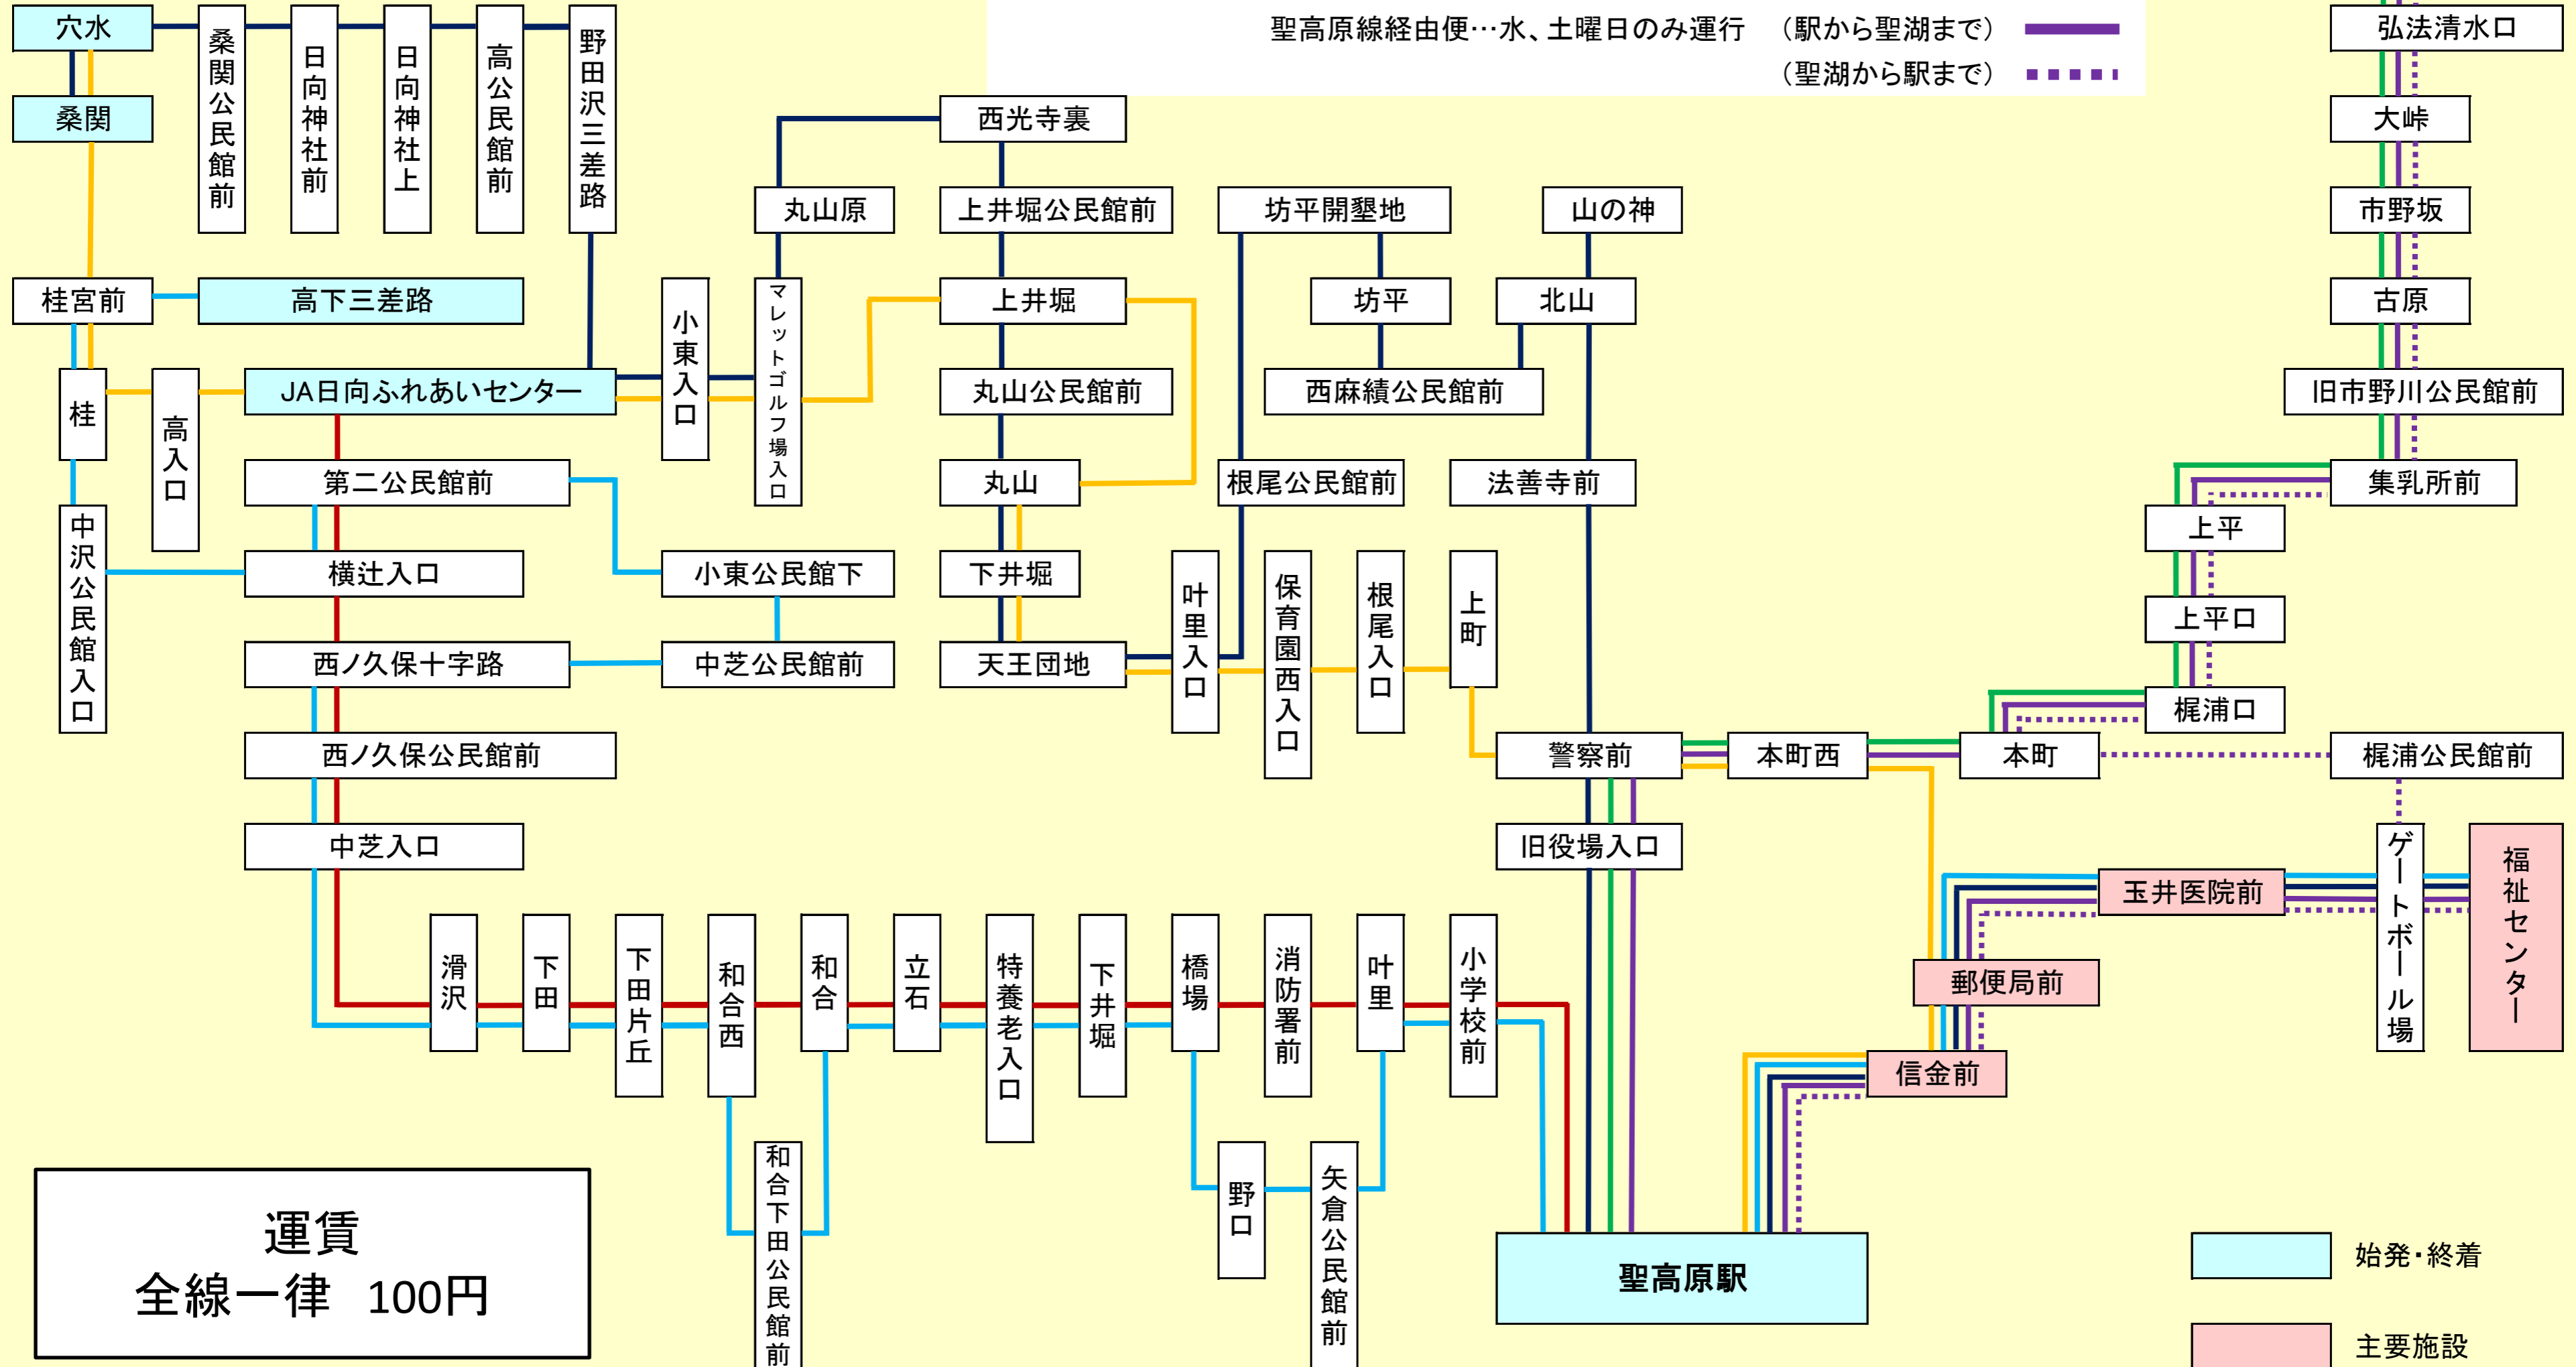 聖高原線経由便…水、土曜日のみ運行 （駅から聖湖まで）
（聖湖から駅まで）
穴水
桑関公民館前
日向神社前
日向神社上
高公民館前
野田沢三差路
弘法清水口
桑関
西光寺裏
大峠
丸山原
上井堀公民館前
坊平開墾地
山の神
市野坂
桂宮前
高下三差路
小東入口
マレットゴルフ場入口
上井堀
坊平
北山
古原
桂
高入口
JA日向ふれあいセンター
丸山公民館前
西麻績公民館前
旧市野川公民館前
第二公民館前
丸山
根尾公民館前
法善寺前
集乳所前
中沢公民館入口
上平
横辻入口
小東公民館下
下井堀
叶里入口
保育園西入口
根尾入口
上町
上平口
西ノ久保十字路
中芝公民館前
天王団地
梶浦口
西ノ久保公民館前
警察前
本町西
本町
梶浦公民館前
中芝入口
旧役場入口
ゲートボール場
福祉センター
玉井医院前
滑沢
下田
下田片丘
和合西
和合
立石
特養老入口
下井堀
橋場
消防署前
叶里
小学校前
郵便局前
信金前
和合下田公民館前
野口
矢倉公民館前
運賃
全線一律 100円
聖高原駅
始発・終着
主要施設